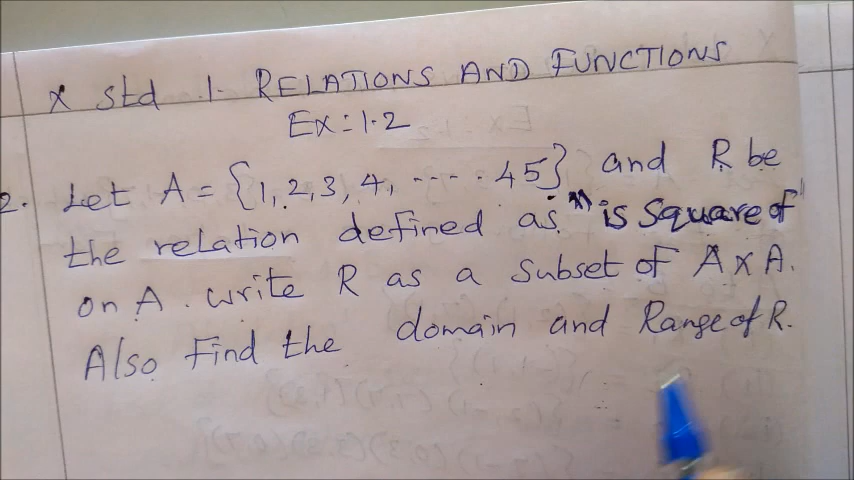 X Std 1. RELATIONS AND FUNCTIONS
Ex: 1.2
2. Let A = {1, 2, 3, 4, ..... 45} and R be
the relation defined as "is square of"
on A. write R as a subset of A x A.
Also Find the domain and Range of R.